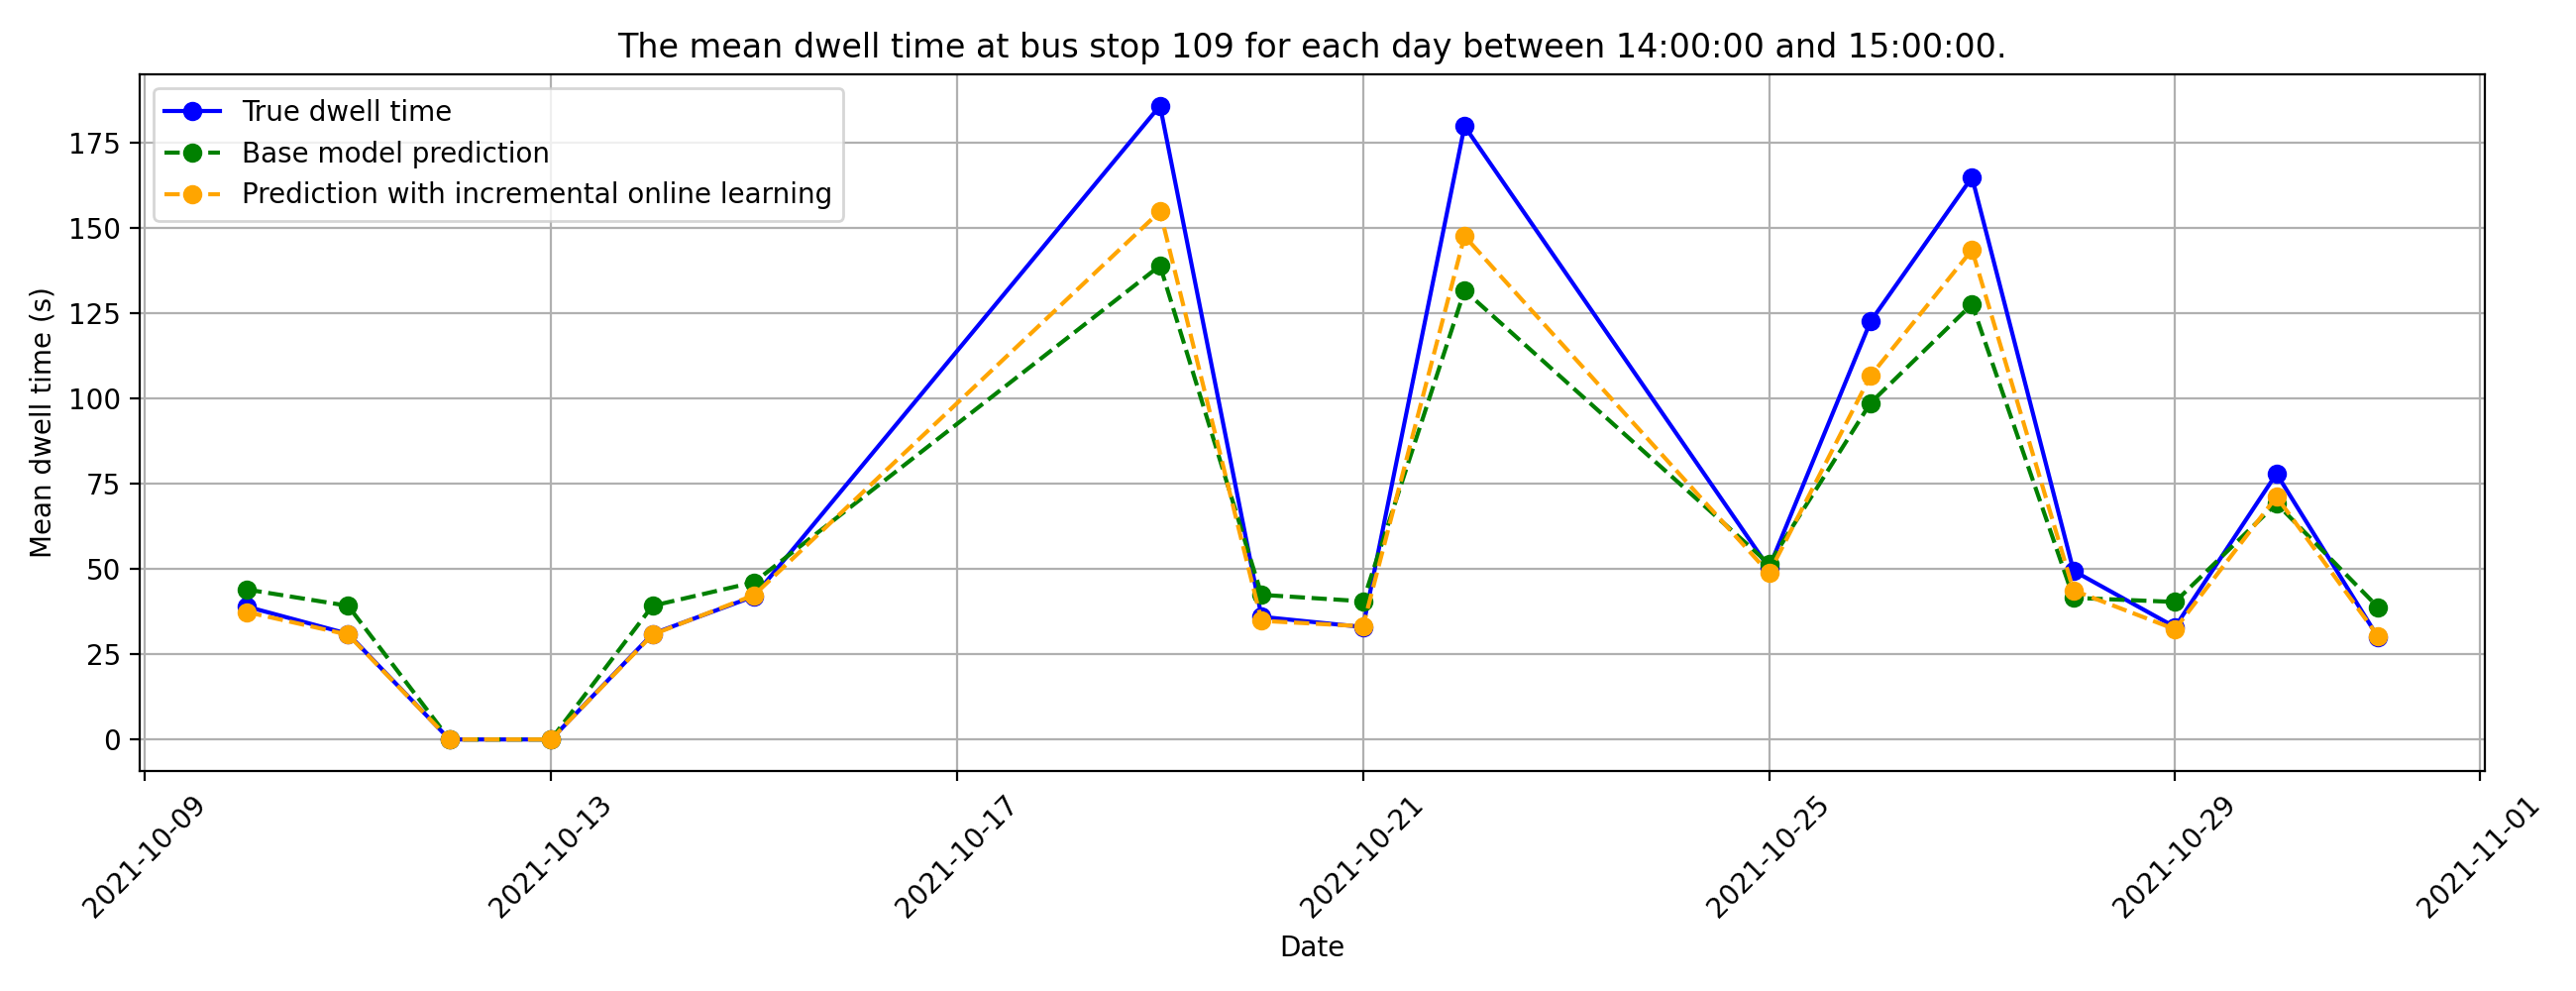 The mean dwell time at bus stop 109 for each day between 14:00:00 and 15:00:00.
True dwell time
Base model prediction
Prediction with incremental online learning
Mean dwell time (s)
175
150
125
100
75
50
25
0
2021-10-09
2021-10-13
2021-10-17
2021-10-21
2021-10-25
2021-10-29
2021-11-01
Date